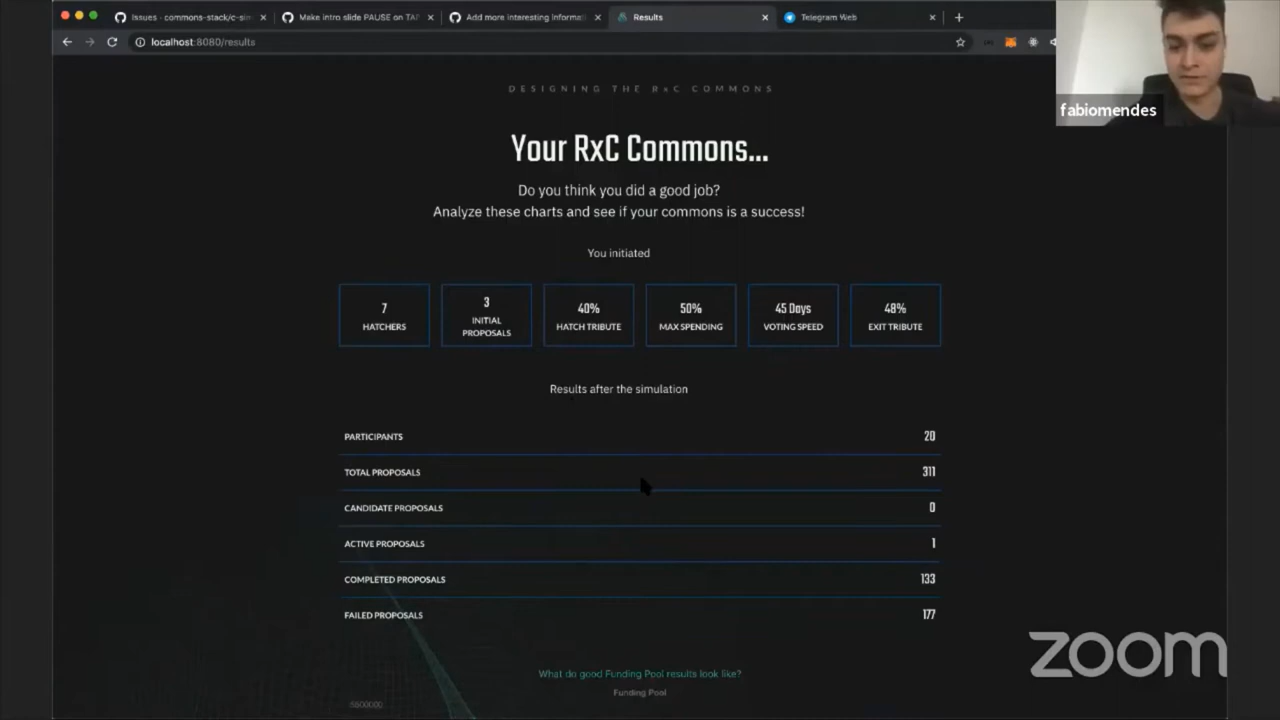 Issues · commons-stack/c-sim
Make intro slide PAUSE on TAP
Add more interesting Informa
Results
Telegram Web
localhost:8080/results
fabiomendes
DESIGNING THE RxC COMMONS
Your RxC Commons...
Do you think you did a good job?
Analyze these charts and see if your commons is a success!
You initiated
7
HATCHERS
3
INITIAL
PROPOSALS
40%
HATCH TRIBUTE
50%
MAX SPENDING
45 Days
VOTING SPEED
48%
EXIT TRIBUTE
Results after the simulation
PARTICIPANTS 20
TOTAL PROPOSALS 311
CANDIDATE PROPOSALS 0
ACTIVE PROPOSALS 1
COMPLETED PROPOSALS 133
FAILED PROPOSALS 177
zoom
What do good Funding Pool results look like?
Funding Pool